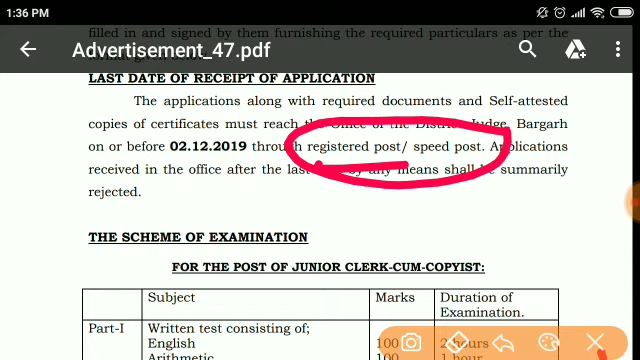 1:36 PM
filled in and signed by them furnishing the required particulars as per the
Advertisement_47.pdf
LAST DATE OF RECEIPT OF APPLICATION
The applications along with required documents and Self-attested
copies of certificates must reach the Office of the District Judge, Bargarh
on or before 02.12.2019 through registered post/ speed post. Applications
received in the office after the last by any means shall be summarily
rejected.
THE SCHEME OF EXAMINATION
FOR THE POST OF JUNIOR CLERK-CUM-COPYIST:
Subject Marks Duration of
Examination.
Part-I Written test consisting of;
English 100 2 hours
Arithmetic 100 1 hour